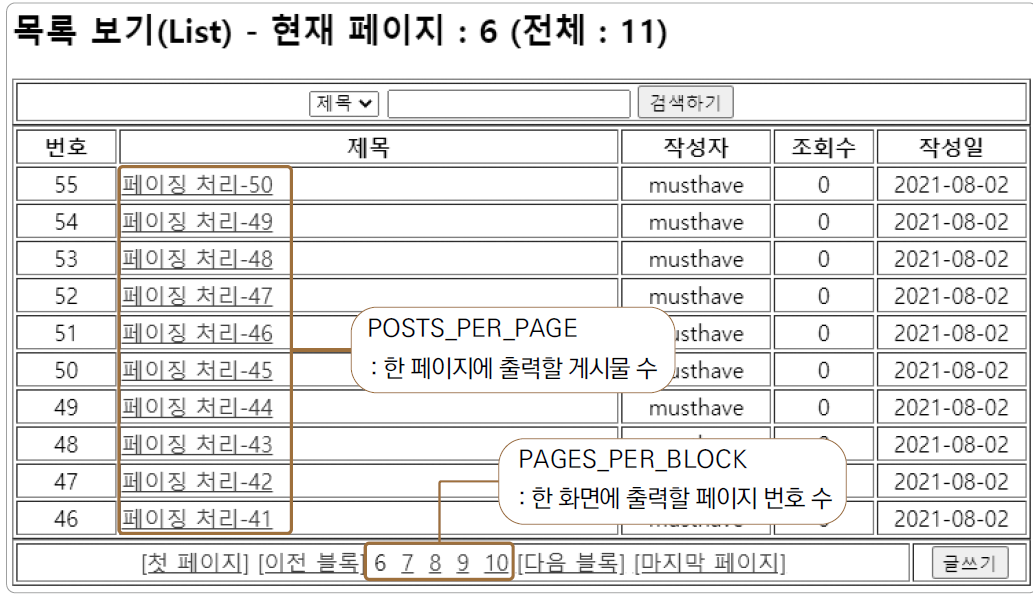 목록 보기(List) - 현재 페이지 : 6 (전체 : 11)
제목 검색하기
번호 제목 작성자 조회수 작성일
55 페이징 처리-50 musthave 0 2021-08-02
54 페이징 처리-49 musthave 0 2021-08-02
53 페이징 처리-48 musthave 0 2021-08-02
52 페이징 처리-47 musthave 0 2021-08-02
51 페이징 처리-46 0 2021-08-02
POSTS_PER_PAGE
: 한 페이지에 출력할 게시물 수
50 페이징 처리-45 0 2021-08-02
49 페이징 처리-44 musthave 0 2021-08-02
48 페이징 처리-43 2021-08-02
PAGES_PER_BLOCK
: 한 화면에 출력할 페이지 번호 수
47 페이징 처리-42 2021-08-02
46 페이징 처리-41 2021-08-02
[첫 페이지] [이전 블록] 6 7 8 9 10 [다음 블록] [마지막 페이지] 글쓰기